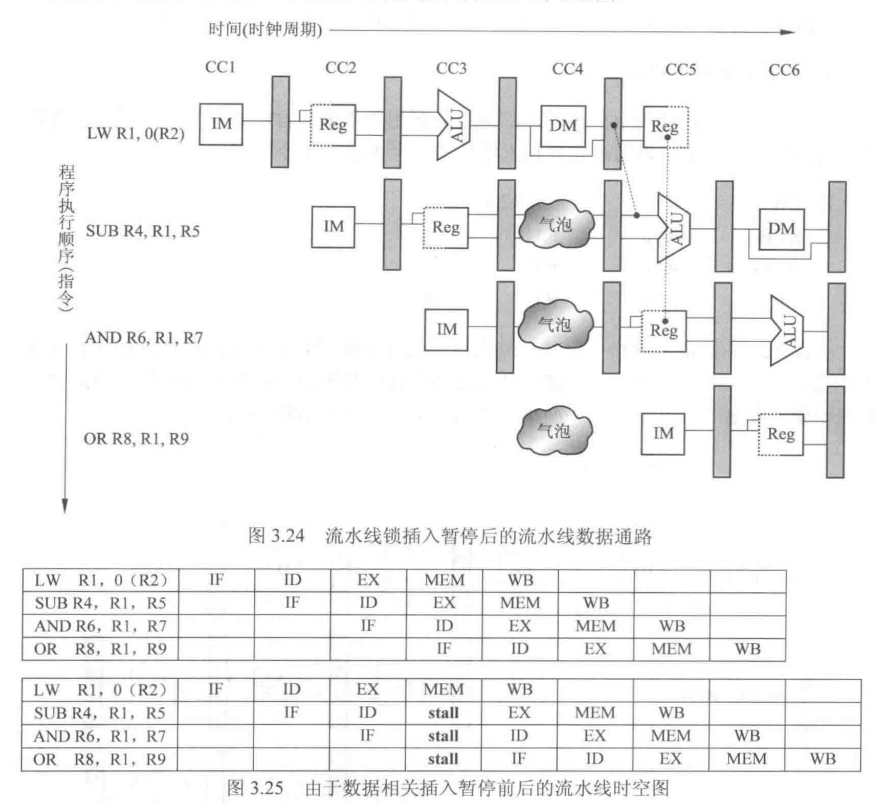 时间(时钟周期)
CC1 CC2 CC3 CC4 CC5 CC6
LW R1, 0(R2) IM Reg ALU DM Reg
SUB R4, R1, R5 IM Reg 气泡 ALU DM
AND R6, R1, R7 IM 气泡 Reg ALU
OR R8, R1, R9 气泡 IM Reg
程序执行顺序(指令)
图 3.24 流水线锁插入暂停后的流水线数据通路
LW R1, 0 (R2) IF ID EX MEM WB
SUB R4, R1, R5 IF ID EX MEM WB
AND R6, R1, R7 IF ID EX MEM WB
OR R8, R1, R9 IF ID EX MEM WB
LW R1, 0 (R2) IF ID EX MEM WB
SUB R4, R1, R5 IF ID stall EX MEM WB
AND R6, R1, R7 IF stall ID EX MEM WB
OR R8, R1, R9 stall IF ID EX MEM WB
图 3.25 由于数据相关插入暂停前后的流水线时空图